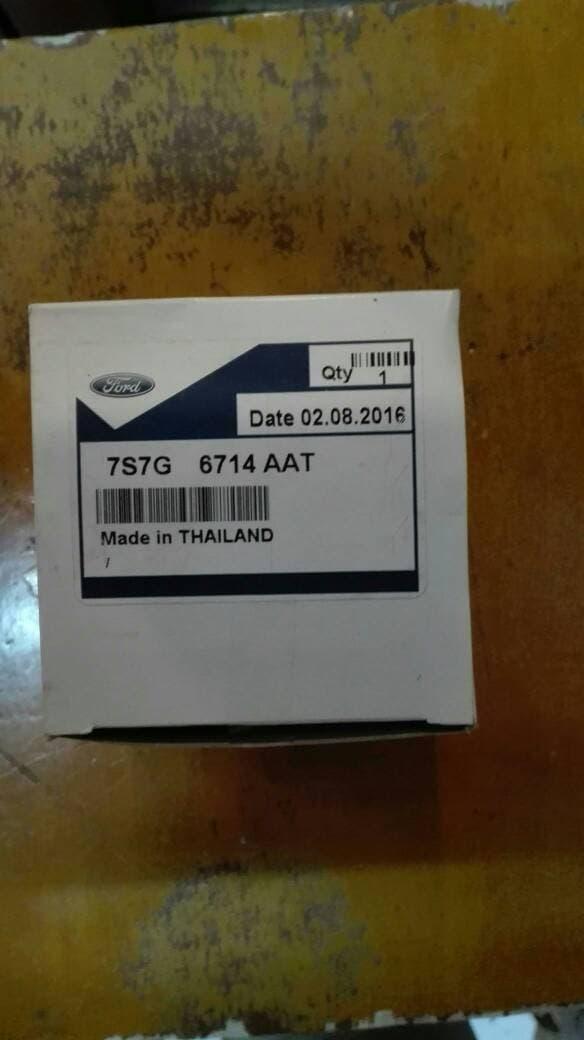 Ford
Qty 1
Date 02.08.2016
7S7G 6714 AAT
Made in THAILAND
/